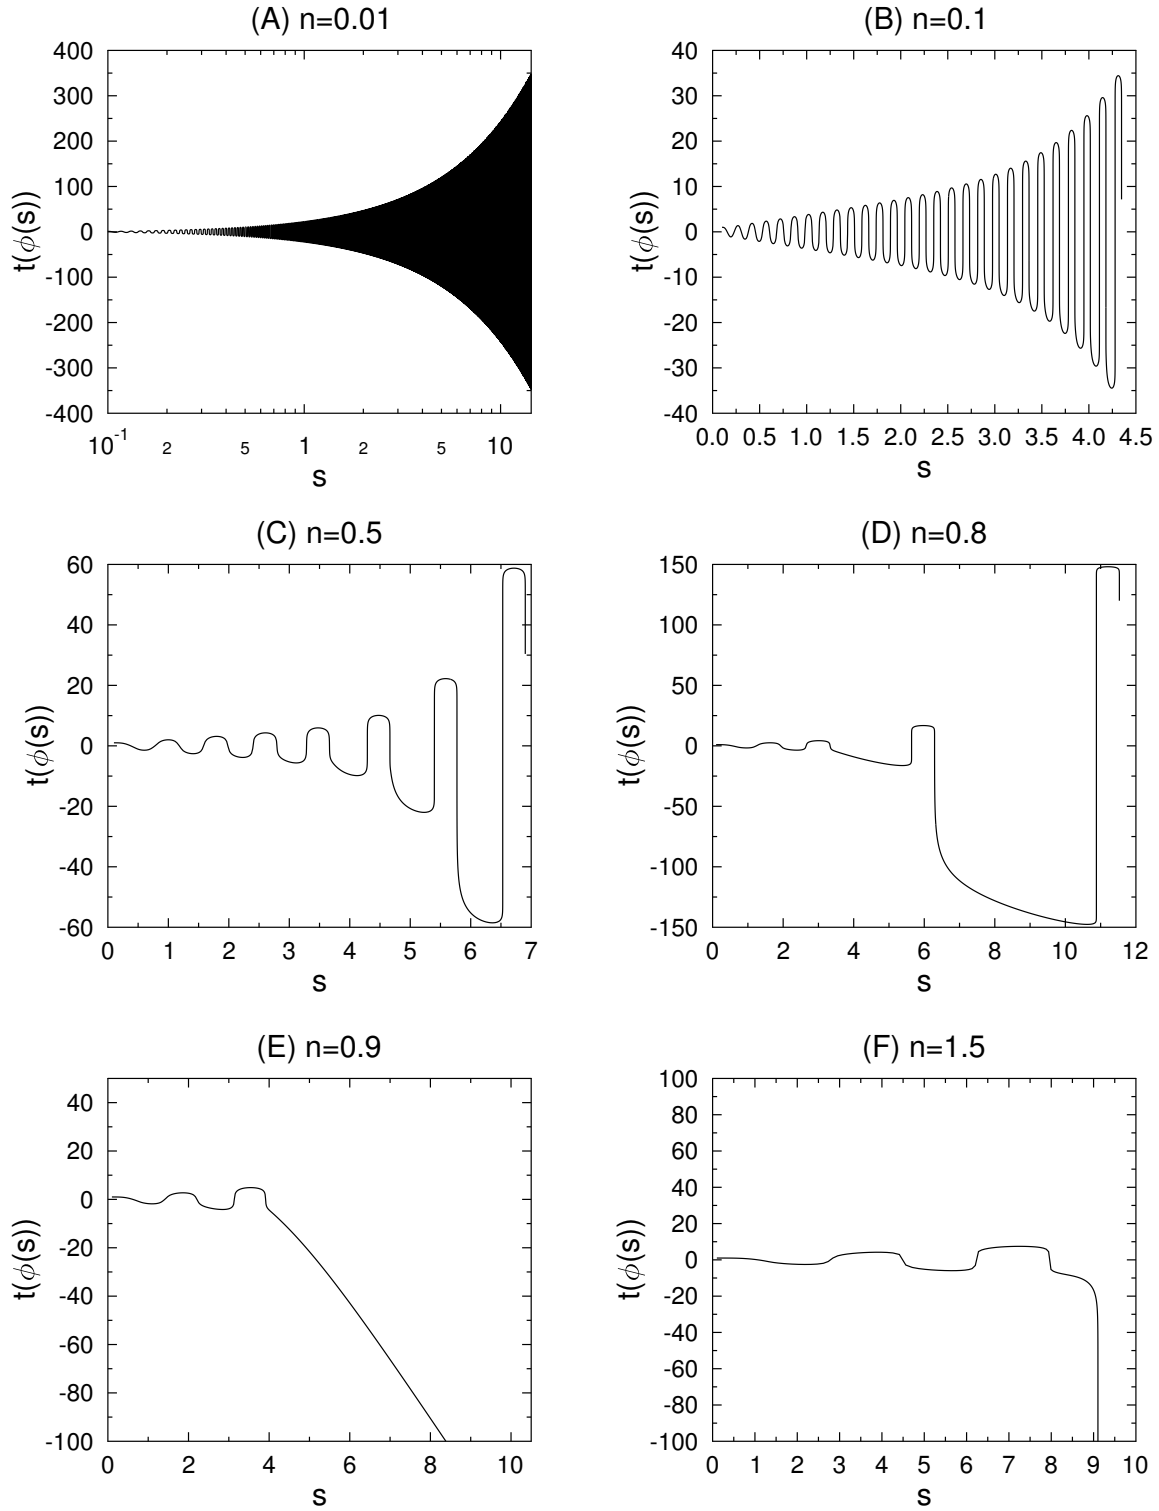 (A) n=0.01
400
300
200
100
0
-100
-200
-300
-400
t(ϕ(s))
10⁻¹ 2 5 1 2 5 10
s
(B) n=0.1
40
30
20
10
0
-10
-20
-30
-40
t(ϕ(s))
0.0 0.5 1.0 1.5 2.0 2.5 3.0 3.5 4.0 4.5
s
(C) n=0.5
60
40
20
0
-20
-40
-60
t(ϕ(s))
0 1 2 3 4 5 6 7
s
(D) n=0.8
150
100
50
0
-50
-100
-150
t(ϕ(s))
0 2 4 6 8 10 12
s
(E) n=0.9
40
20
0
-20
-40
-60
-80
-100
t(ϕ(s))
0 2 4 6 8 10
s
(F) n=1.5
100
80
60
40
20
0
-20
-40
-60
-80
-100
t(ϕ(s))
0 1 2 3 4 5 6 7 8 9 10
s